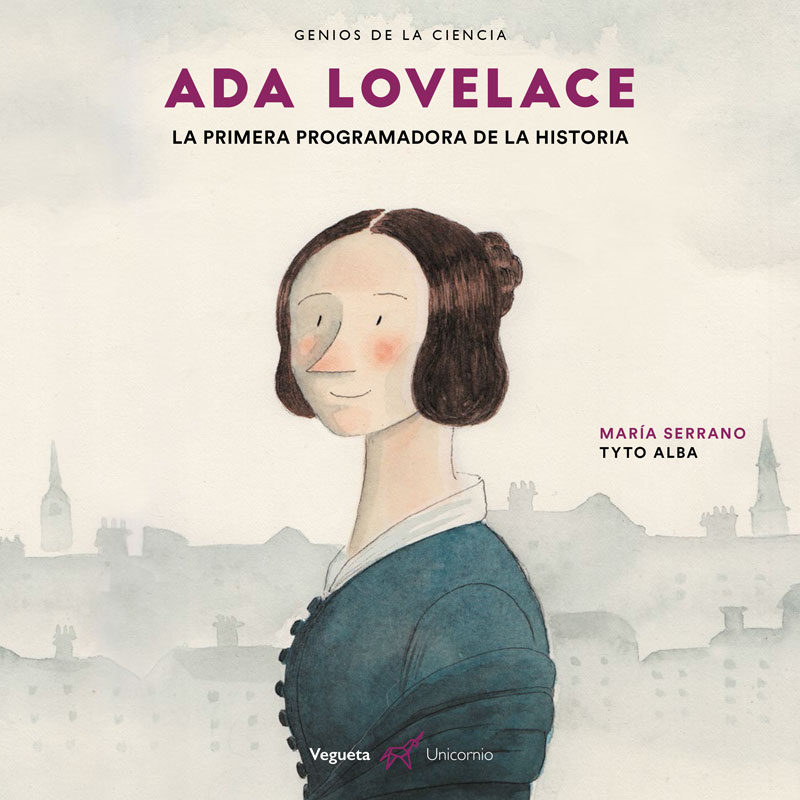 GENIOS DE LA CIENCIA
ADA LOVELACE
LA PRIMERA PROGRAMADORA DE LA HISTORIA
MARÍA SERRANO
TYTO ALBA
Vegueta Unicornio